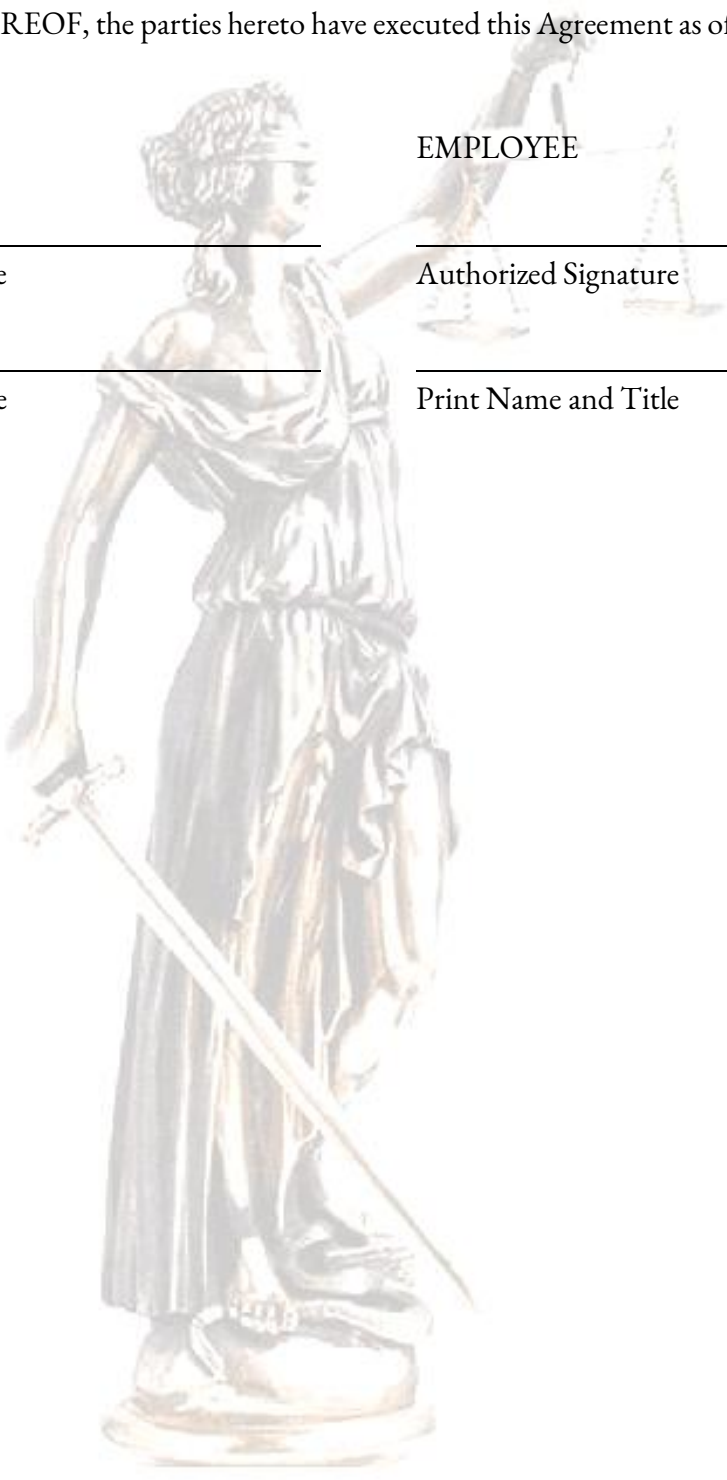 REOF, the parties hereto have executed this Agreement as of
EMPLOYEE
e
Authorized Signature
e
Print Name and Title